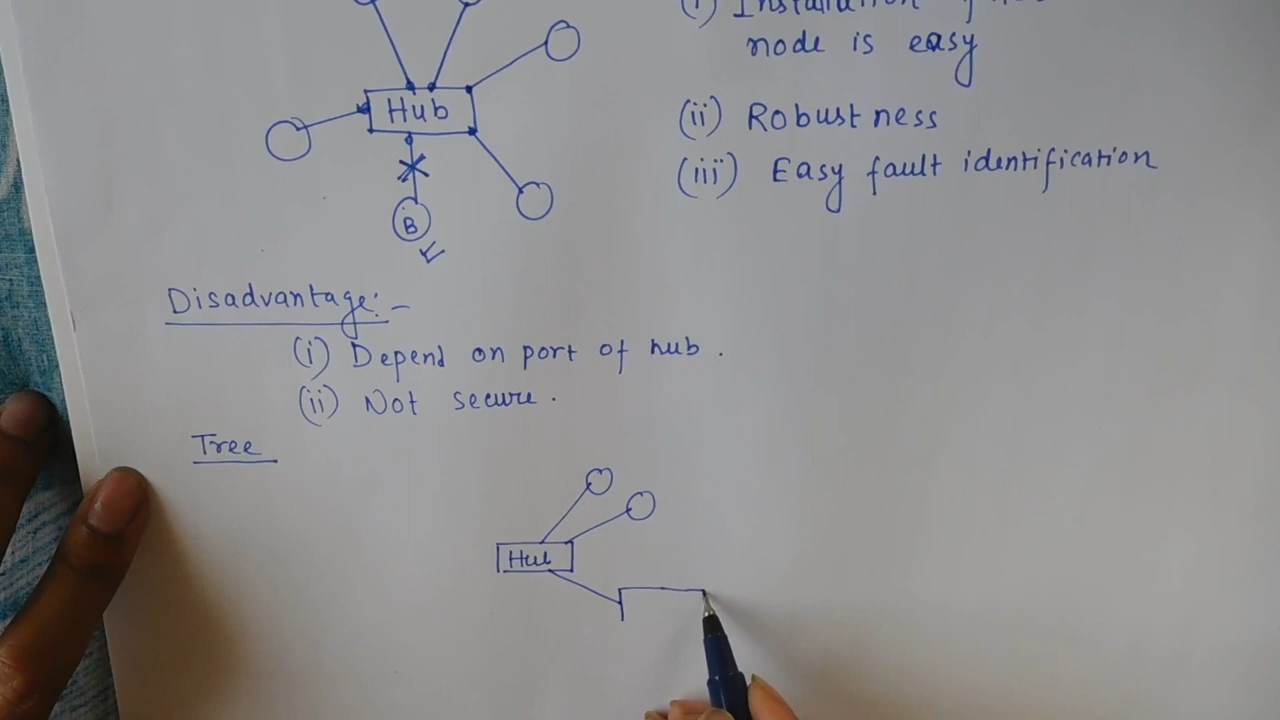 (i) Installation
node is easy
Hub
(ii) Robustness
(iii) Easy fault identification
B
Disadvantage:-
(i) Depend on port of hub.
(ii) Not secure.
Tree
Hub